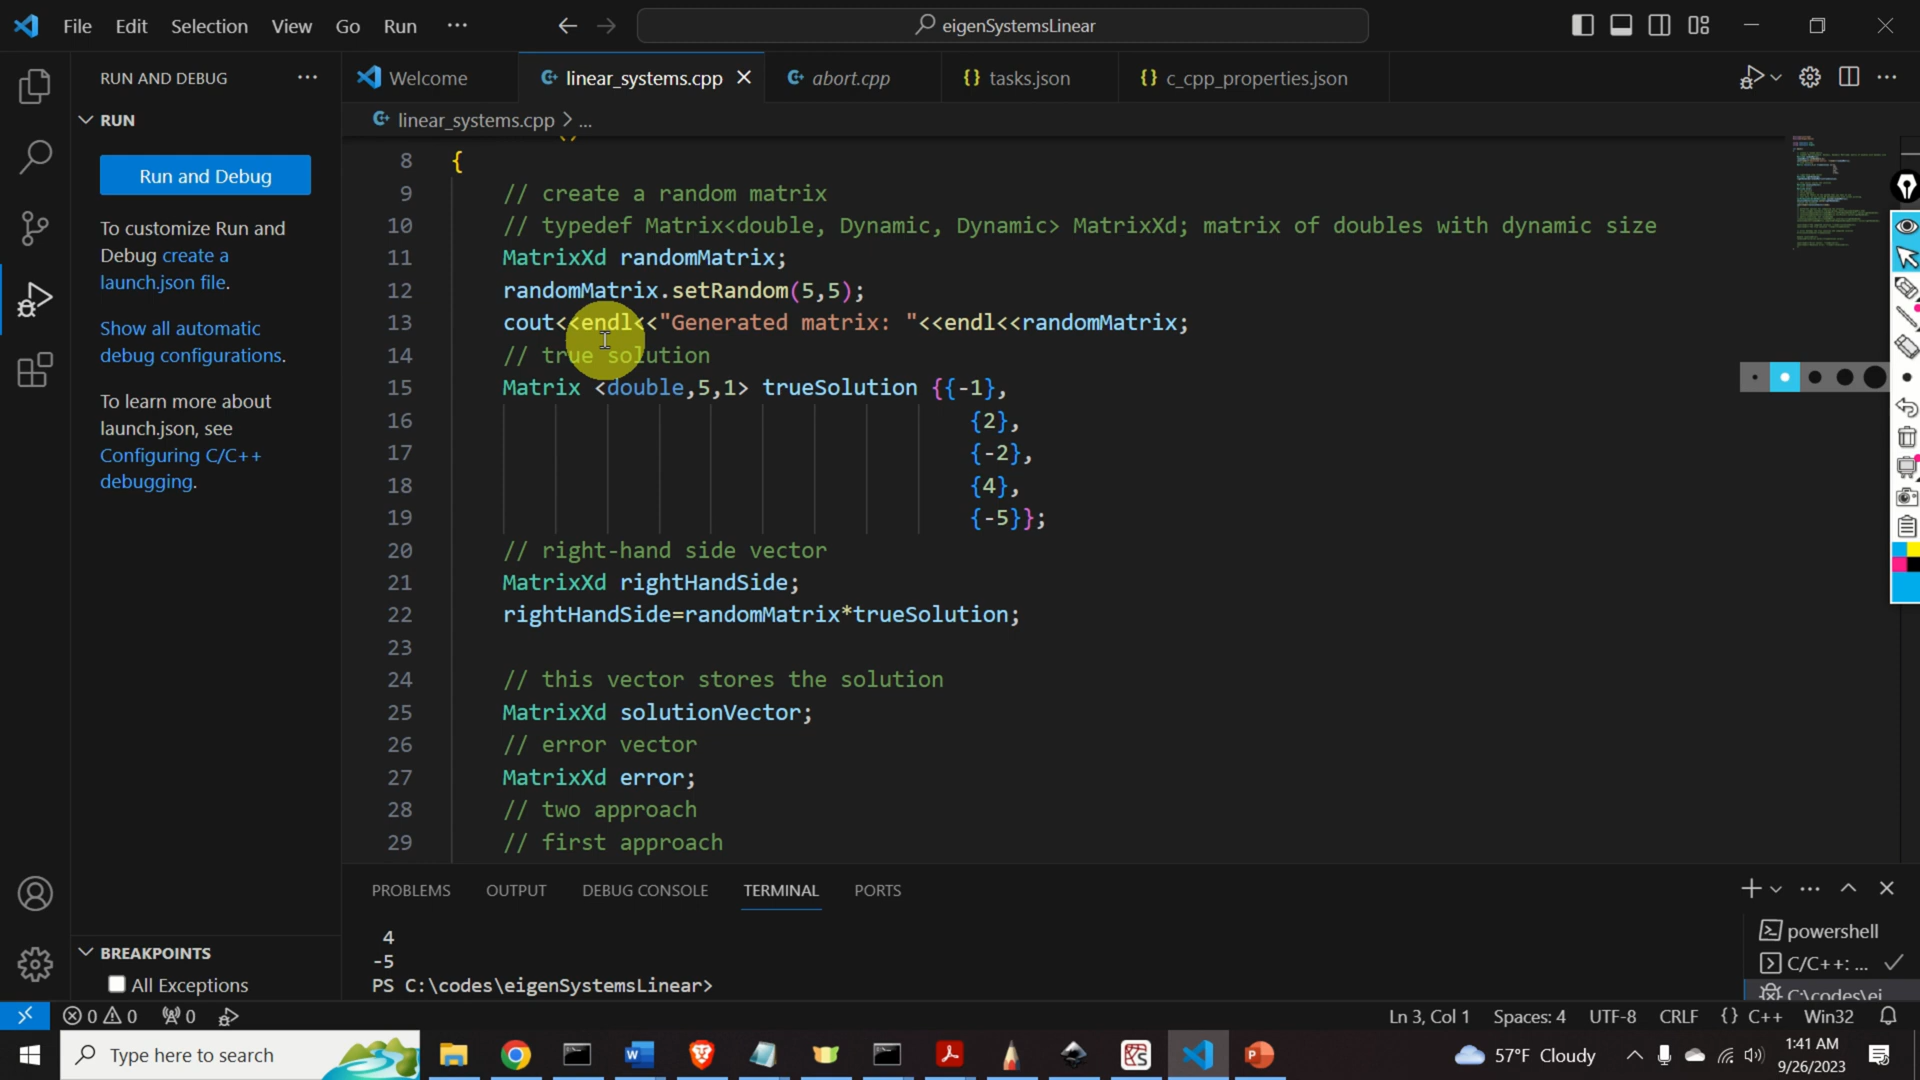 File Edit Selection View Go Run ···
eigenSystemsLinear
RUN AND DEBUG ···
RUN
Run and Debug
To customize Run and
Debug create a
launch.json file.
Show all automatic
debug configurations.
To learn more about
launch.json, see
Configuring C/C++
debugging.
BREAKPOINTS
All Exceptions
Welcome linear_systems.cpp abort.cpp {} tasks.json {} c_cpp_properties.json
linear_systems.cpp > ...
8 {
9 // create a random matrix
10 // typedef Matrix<double, Dynamic, Dynamic> MatrixXd; matrix of doubles with dynamic size
11 MatrixXd randomMatrix;
12 randomMatrix.setRandom(5,5);
13 cout<<endl<<"Generated matrix: "<<endl<<randomMatrix;
14 // true solution
15 Matrix <double,5,1> trueSolution {{-1},
16 {2},
17 {-2},
18 {4},
19 {-5}};
20 // right-hand side vector
21 MatrixXd rightHandSide;
22 rightHandSide=randomMatrix*trueSolution;
23
24 // this vector stores the solution
25 MatrixXd solutionVector;
26 // error vector
27 MatrixXd error;
28 // two approach
29 // first approach
PROBLEMS OUTPUT DEBUG CONSOLE TERMINAL PORTS
4
-5
PS C:\codes\eigenSystemsLinear>
powershell
C/C++: ...
C:\codes\ei
0 0 0
Ln 3, Col 1 Spaces: 4 UTF-8 CRLF {} C++ Win32
Type here to search
57°F Cloudy
1:41 AM
9/26/2023